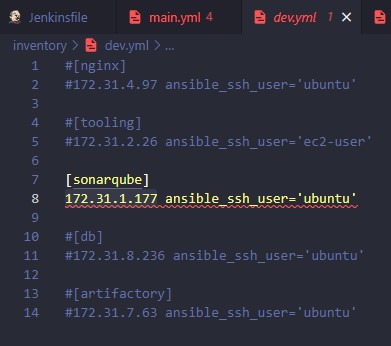 Jenkinsfile main.yml 4 dev.yml 1 ×
inventory > dev.yml > ...
1 #[nginx]
2 #172.31.4.97 ansible_ssh_user='ubuntu'
3
4 #[tooling]
5 #172.31.2.26 ansible_ssh_user='ec2-user'
6
7 [sonarqube]
8 172.31.1.177 ansible_ssh_user='ubuntu'
9
10 #[db]
11 #172.31.8.236 ansible_ssh_user='ubuntu'
12
13 #[artifactory]
14 #172.31.7.63 ansible_ssh_user='ubuntu'